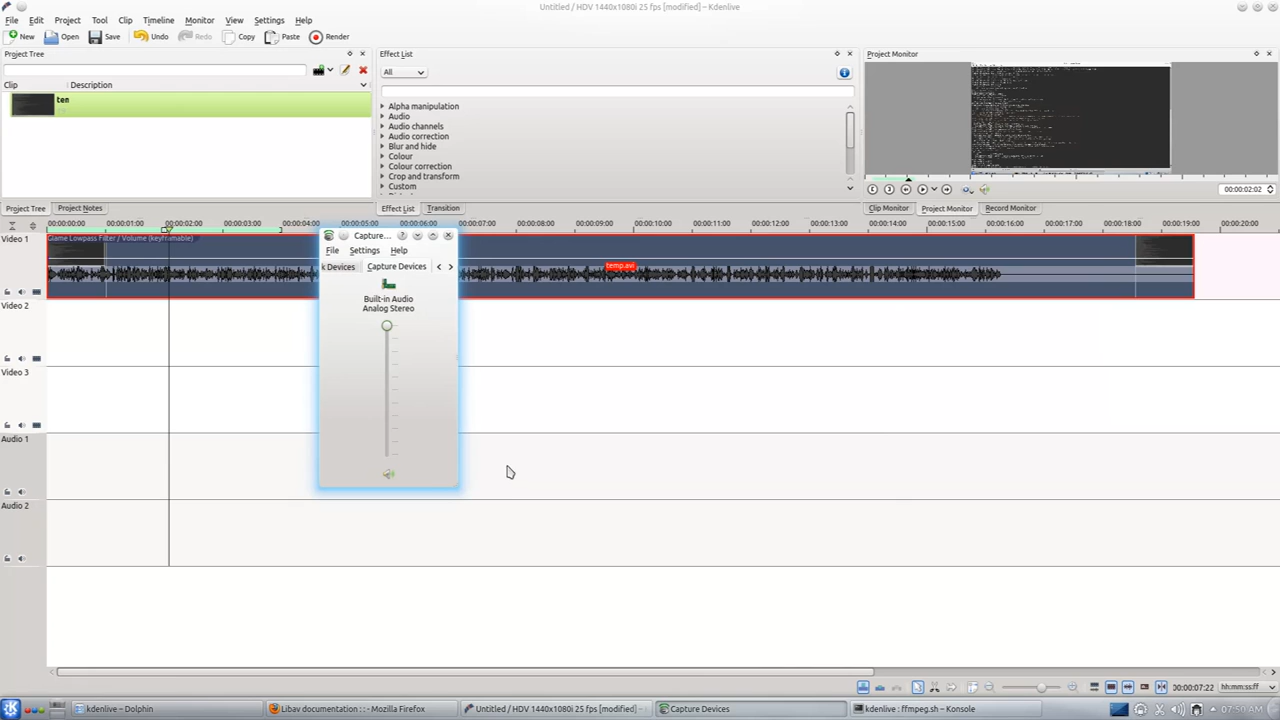 Untitled / HDV 1440x1080i 25 fps [modified] – Kdenlive
File Edit Project Tool Clip Timeline Monitor View Settings Help
New Open Save Undo Redo Copy Paste Render
Project Tree
Effect List
Project Monitor
All
Clip Description
ten
Alpha manipulation
Audio
Audio channels
Audio correction
Blur and hide
Colour
Colour correction
Crop and transform
Custom
00:00:02:02
Project Tree Project Notes
Effect List Transition
Clip Monitor Project Monitor Record Monitor
00:00:00:00 00:00:01:00 00:00:02:00 00:00:03:00 00:00:04:00 00:00:05:00 00:00:06:00 00:00:08:00 00:00:09:00 00:00:10:00 00:00:11:00 00:00:12:00 00:00:13:00 00:00:14:00 00:00:15:00 00:00:16:00 00:00:17:00 00:00:18:00 00:00:19:00 00:00:20:00
Video 1
Glame Lowpass Filter / Volume (keyframable)
temp.avi
Capture...
File Settings Help
k Devices Capture Devices
Built-in Audio
Analog Stereo
Video 2
Video 3
Audio 1
Audio 2
00:00:07:22 hh:mm:ss:ff
kdenlive – Dolphin
Libav documentation : : - Mozilla Firefox
Untitled / HDV 1440x1080i 25 fps [modified] –
Capture Devices
kdenlive : ffmpeg.sh – Konsole
07:50 AM